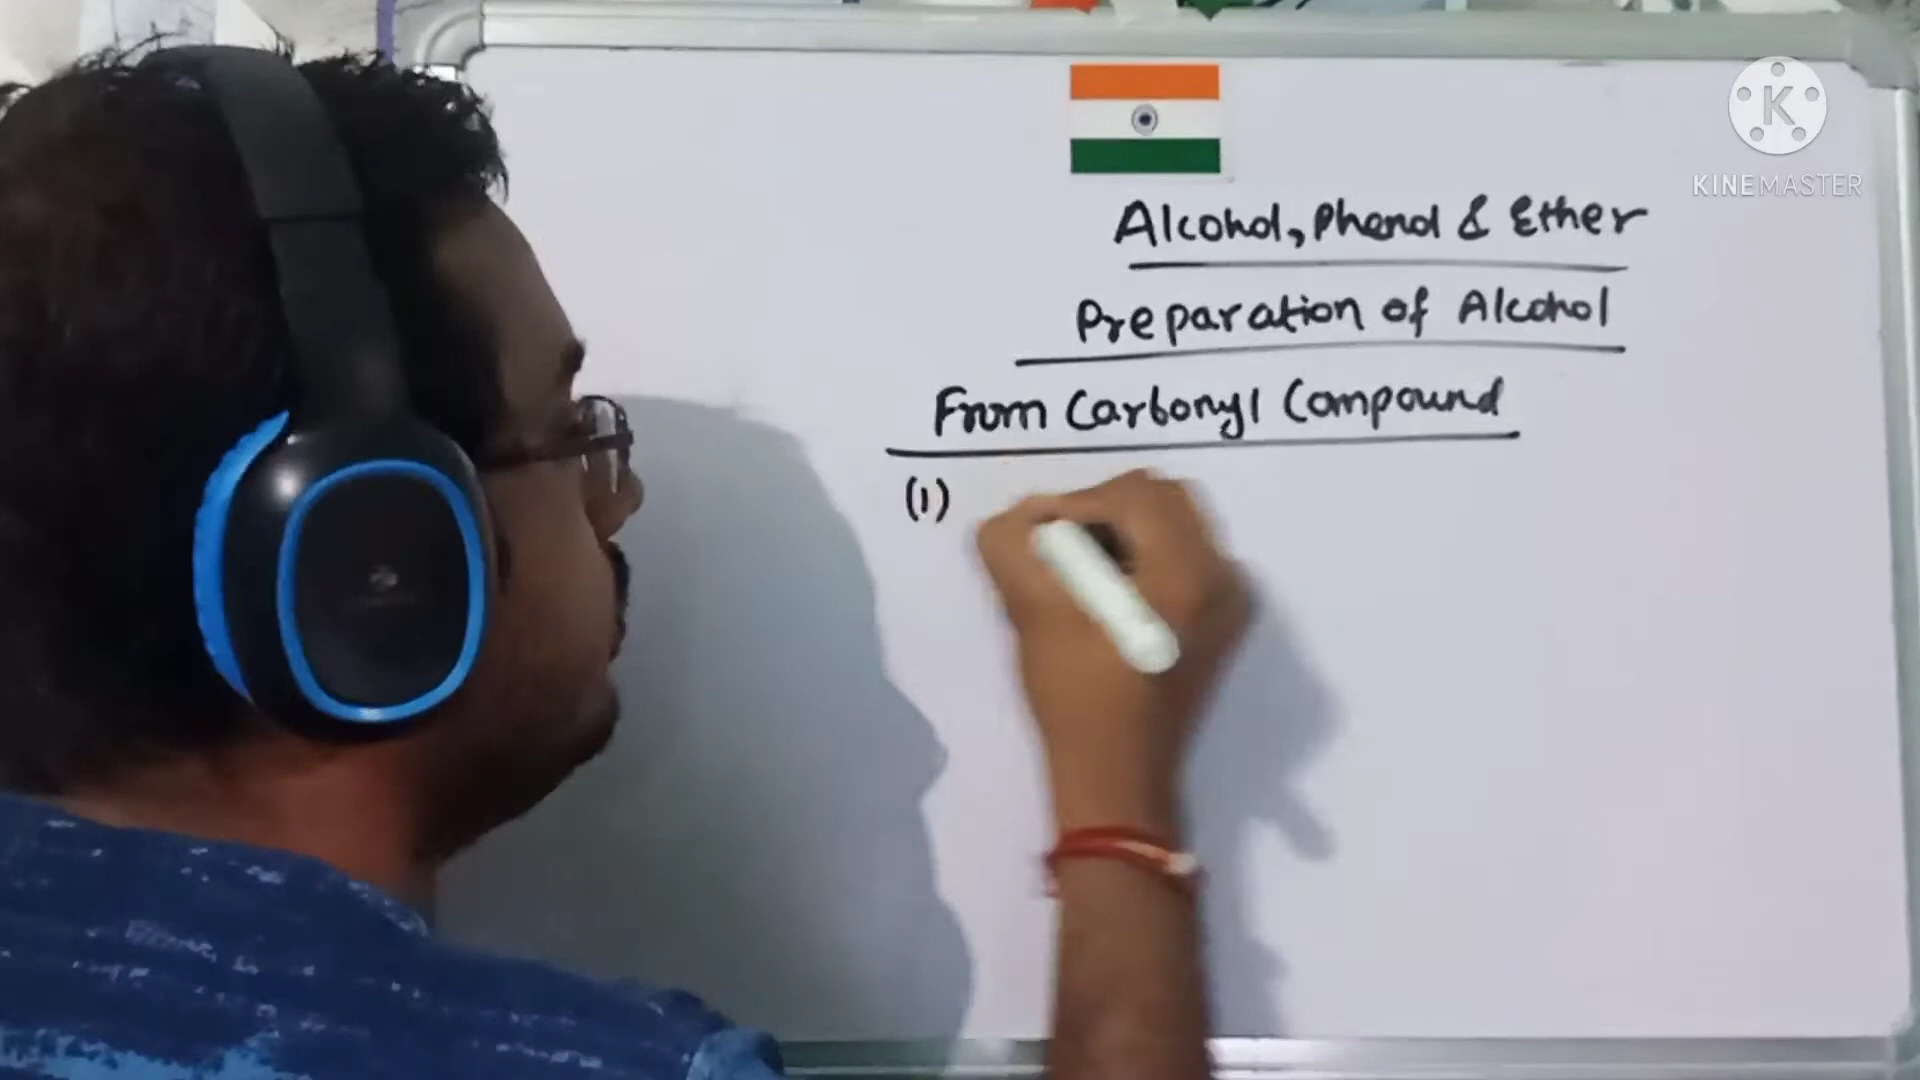 KINEMASTER
Alcohol, Phenol & Ether
Preparation of Alcohol
From Carbonyl Compound
(1)